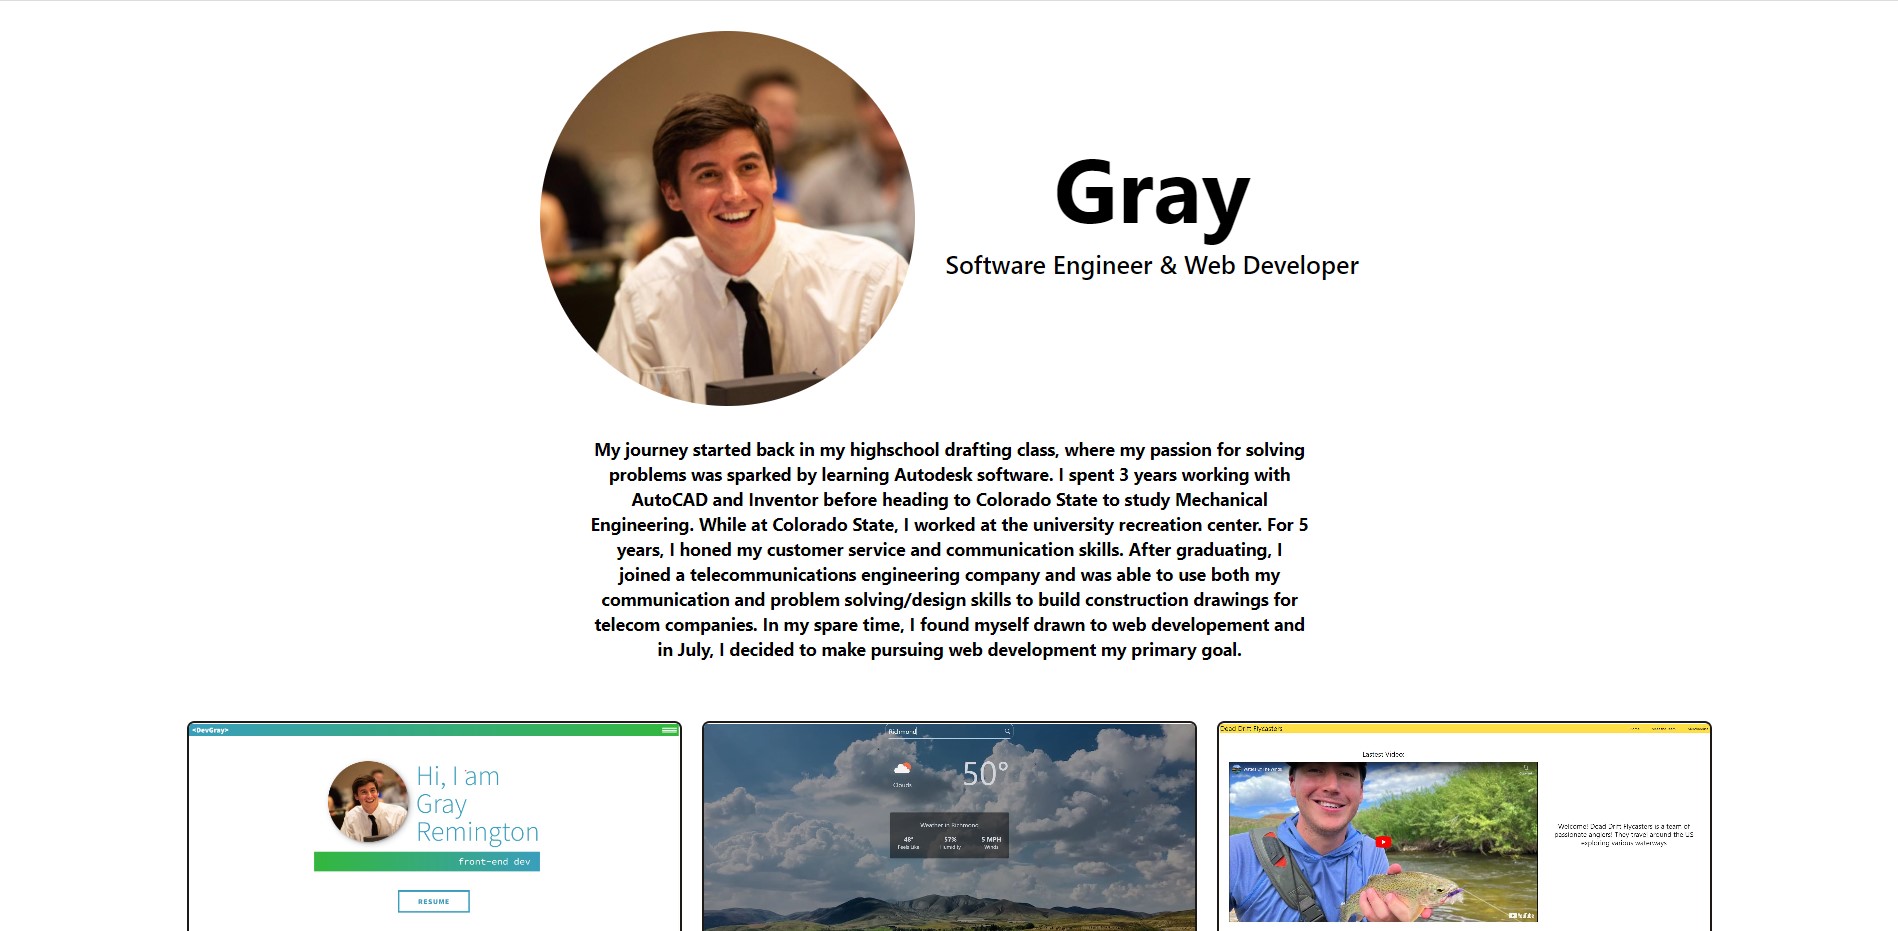 Gray
Software Engineer & Web Developer
My journey started back in my highschool drafting class, where my passion for solving
problems was sparked by learning Autodesk software. I spent 3 years working with
AutoCAD and Inventor before heading to Colorado State to study Mechanical
Engineering. While at Colorado State, I worked at the university recreation center. For 5
years, I honed my customer service and communication skills. After graduating, I
joined a telecommunications engineering company and was able to use both my
communication and problem solving/design skills to build construction drawings for
telecom companies. In my spare time, I found myself drawn to web developement and
in July, I decided to make pursuing web development my primary goal.
<DevGray>
Hi, I am
Gray
Remington
front-end dev
RESUME
Richmond
50°
Clouds
Weather in Richmond
48° 57% 5 MPH
Feels Like Humidity Winds
Dead Drift Flycasters
Lastest Video:
Welcome! Dead Drift Flycasters is a team of
passionate anglers! They travel around the US
exploring various waterways
YouTube